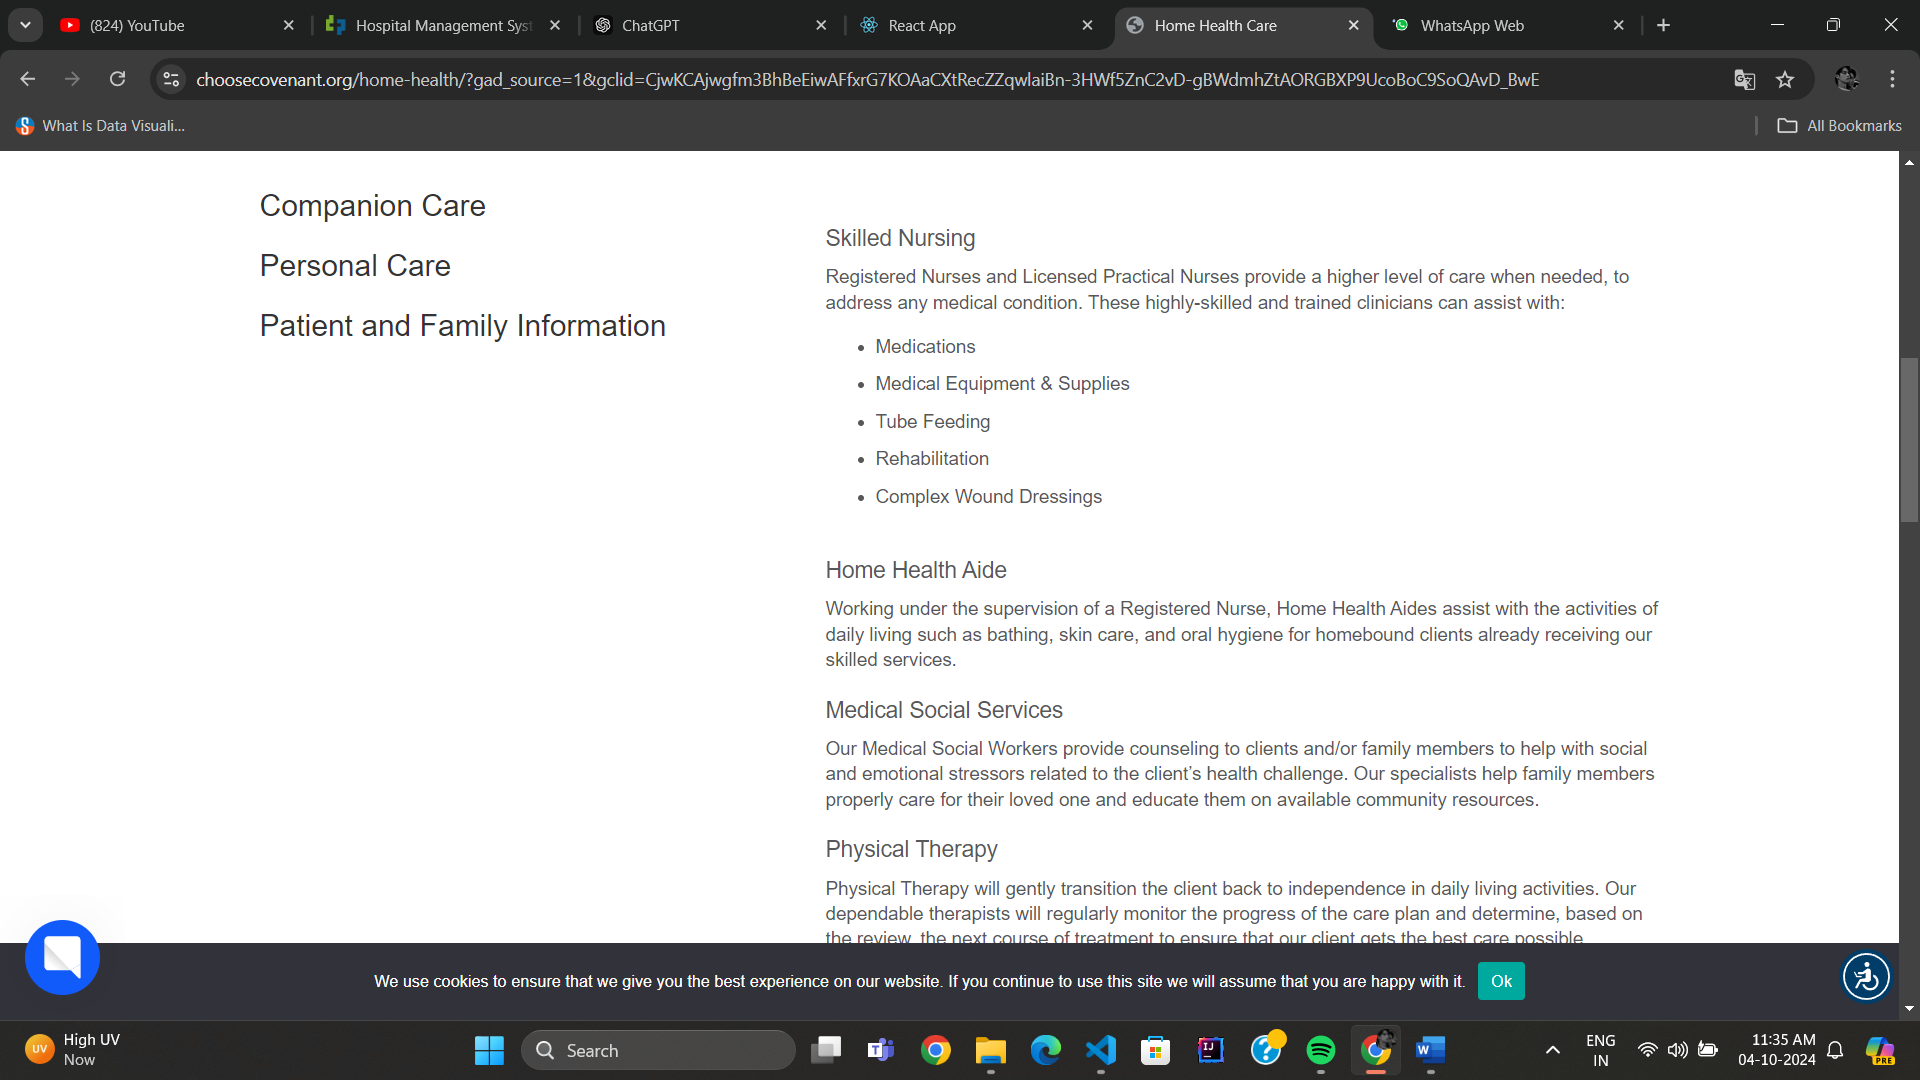 (824) YouTube
Hospital Management Syst
ChatGPT
React App
Home Health Care
WhatsApp Web
choosecovenant.org/home-health/?gad_source=1&gclid=CjwKCAjwgfm3BhBeEiwAFfxrG7KOAaCXtRecZZqwlaiBn-3HWf5ZnC2vD-gBWdmhZtAORGBXP9UcoBoC9SoQAvD_BwE
What Is Data Visuali...
All Bookmarks
Companion Care
Personal Care
Patient and Family Information
Skilled Nursing
Registered Nurses and Licensed Practical Nurses provide a higher level of care when needed, to
address any medical condition. These highly-skilled and trained clinicians can assist with:
• Medications
• Medical Equipment & Supplies
• Tube Feeding
• Rehabilitation
• Complex Wound Dressings
Home Health Aide
Working under the supervision of a Registered Nurse, Home Health Aides assist with the activities of
daily living such as bathing, skin care, and oral hygiene for homebound clients already receiving our
skilled services.
Medical Social Services
Our Medical Social Workers provide counseling to clients and/or family members to help with social
and emotional stressors related to the client’s health challenge. Our specialists help family members
properly care for their loved one and educate them on available community resources.
Physical Therapy
Physical Therapy will gently transition the client back to independence in daily living activities. Our
dependable therapists will regularly monitor the progress of the care plan and determine, based on
the review, the next course of treatment to ensure that our client gets the best care possible
We use cookies to ensure that we give you the best experience on our website. If you continue to use this site we will assume that you are happy with it.
Ok
UV
High UV
Now
Search
ENG
IN
11:35 AM
04-10-2024
PRE